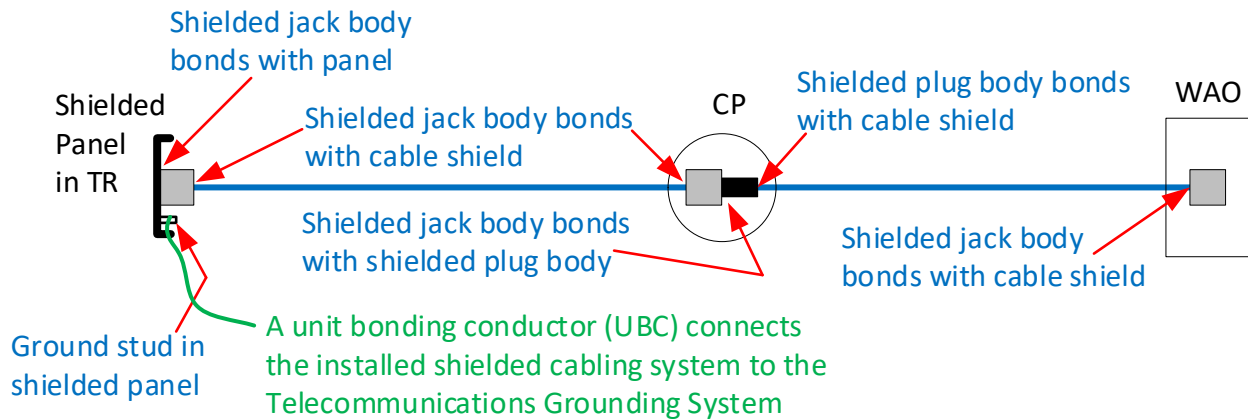 Shielded jack body
bonds with panel
Shielded
Panel
in TR
Shielded jack body bonds
with cable shield
CP
Shielded plug body bonds
with cable shield
WAO
Shielded jack body bonds
with shielded plug body
Shielded jack body
bonds with cable shield
Ground stud in
shielded panel
A unit bonding conductor (UBC) connects
the installed shielded cabling system to the
Telecommunications Grounding System